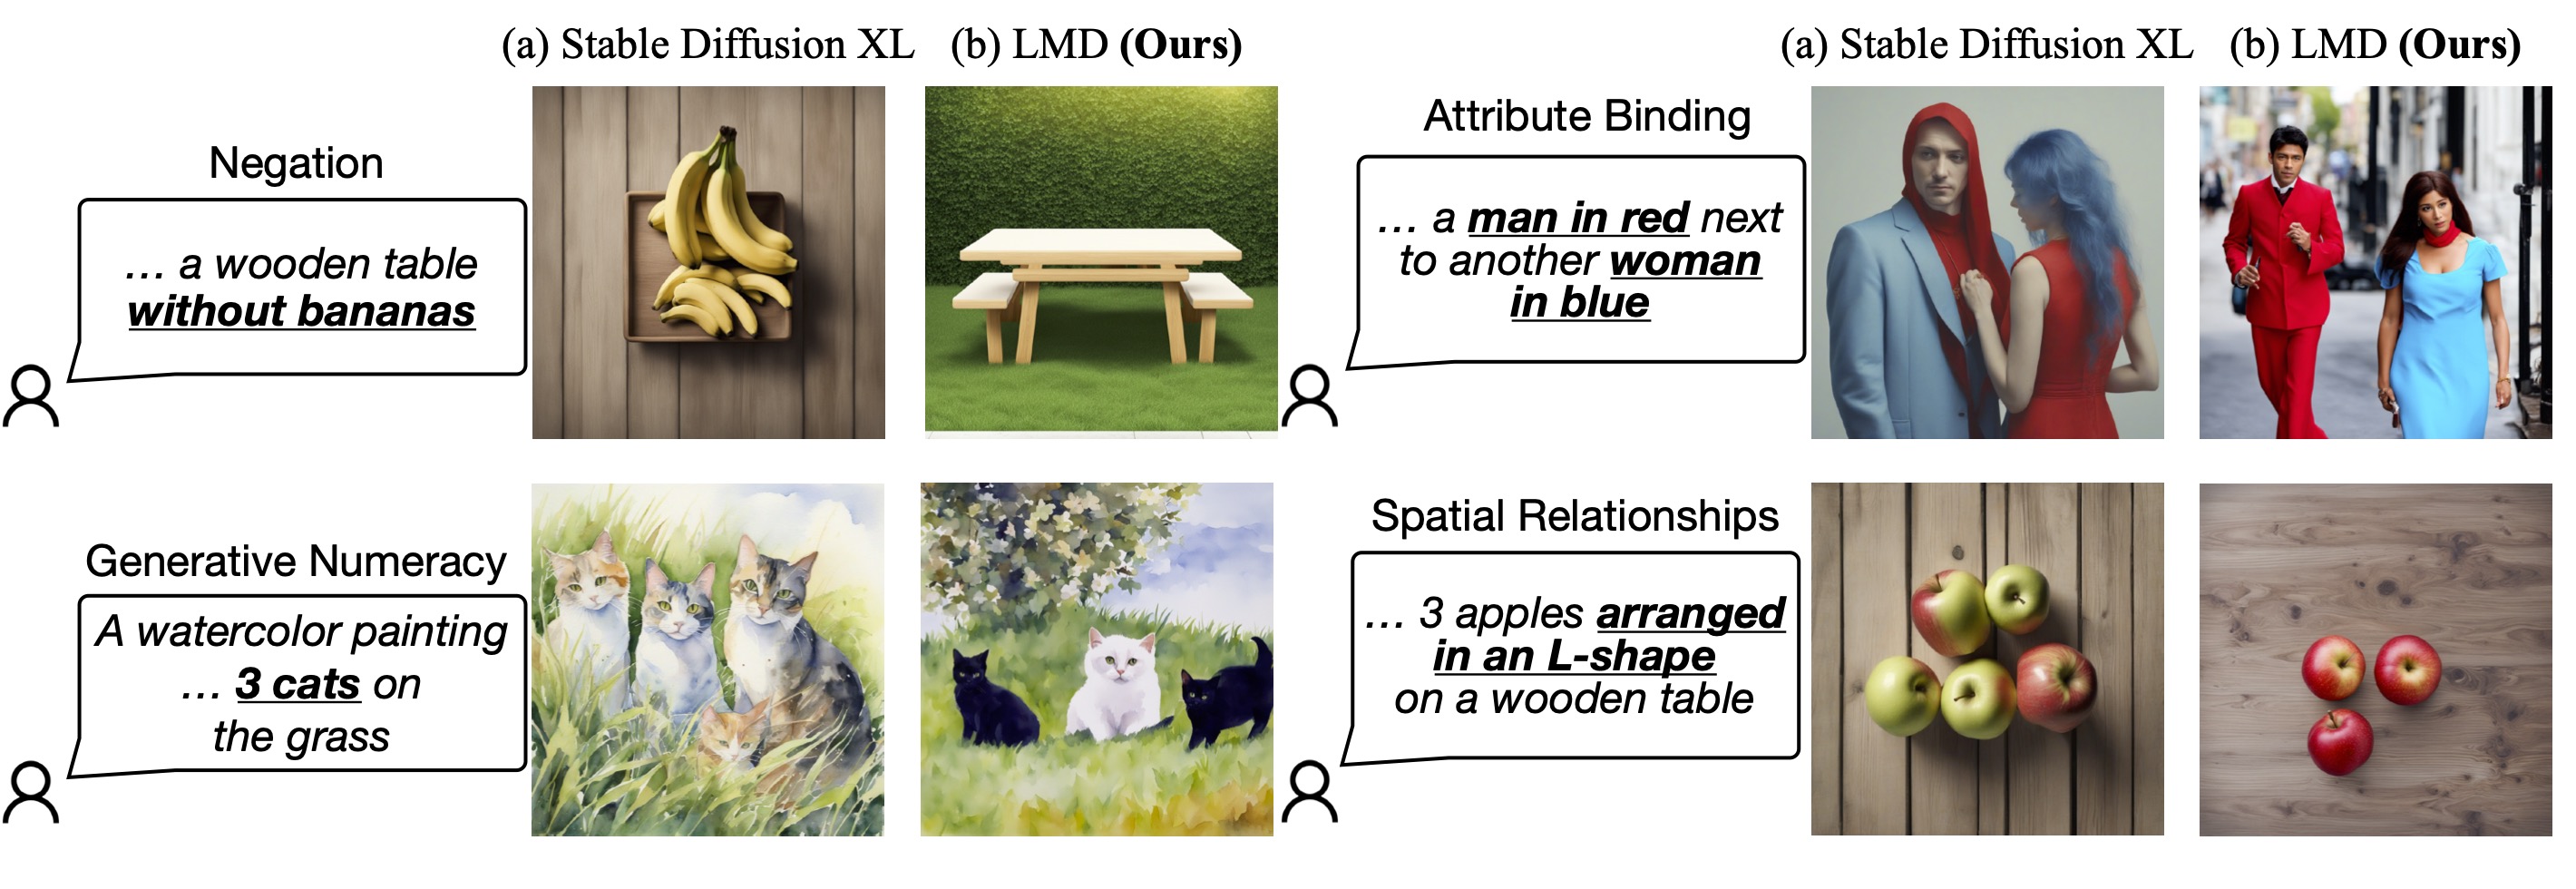 (a) Stable Diffusion XL
(b) LMD (Ours)
(a) Stable Diffusion XL
(b) LMD (Ours)
Negation
... a wooden table
without bananas
Attribute Binding
... a man in red next
to another woman
in blue
Generative Numeracy
A watercolor painting
... 3 cats on
the grass
Spatial Relationships
... 3 apples arranged
in an L-shape
on a wooden table